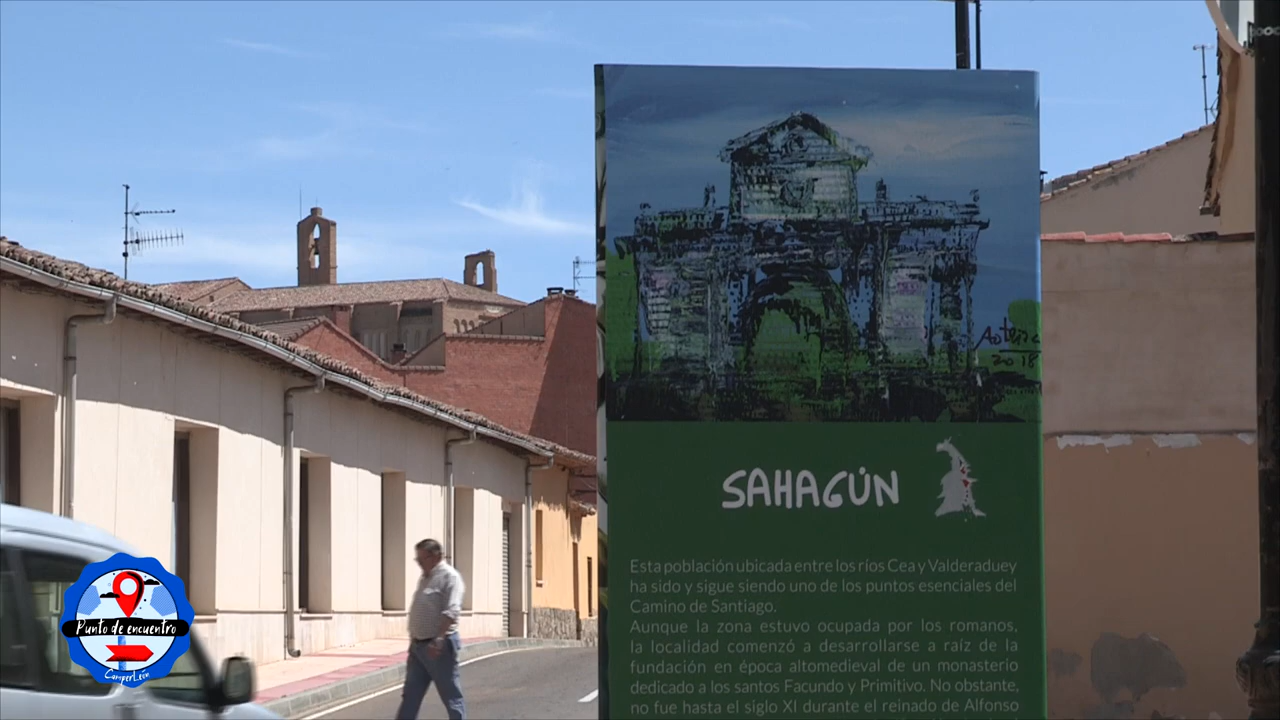 2018
SAHAGÚN
Esta población ubicada entre los ríos Cea y Valderaduey
ha sido y sigue siendo uno de los puntos esenciales del
Camino de Santiago.
Aunque la zona estuvo ocupada por los romanos,
la localidad comenzó a desarrollarse a raíz de la
fundación en época altomedieval de un monasterio
dedicado a los santos Facundo y Primitivo. No obstante,
no fue hasta el siglo XI durante el reinado de Alfonso
Punto de encuentro
CamperLeón